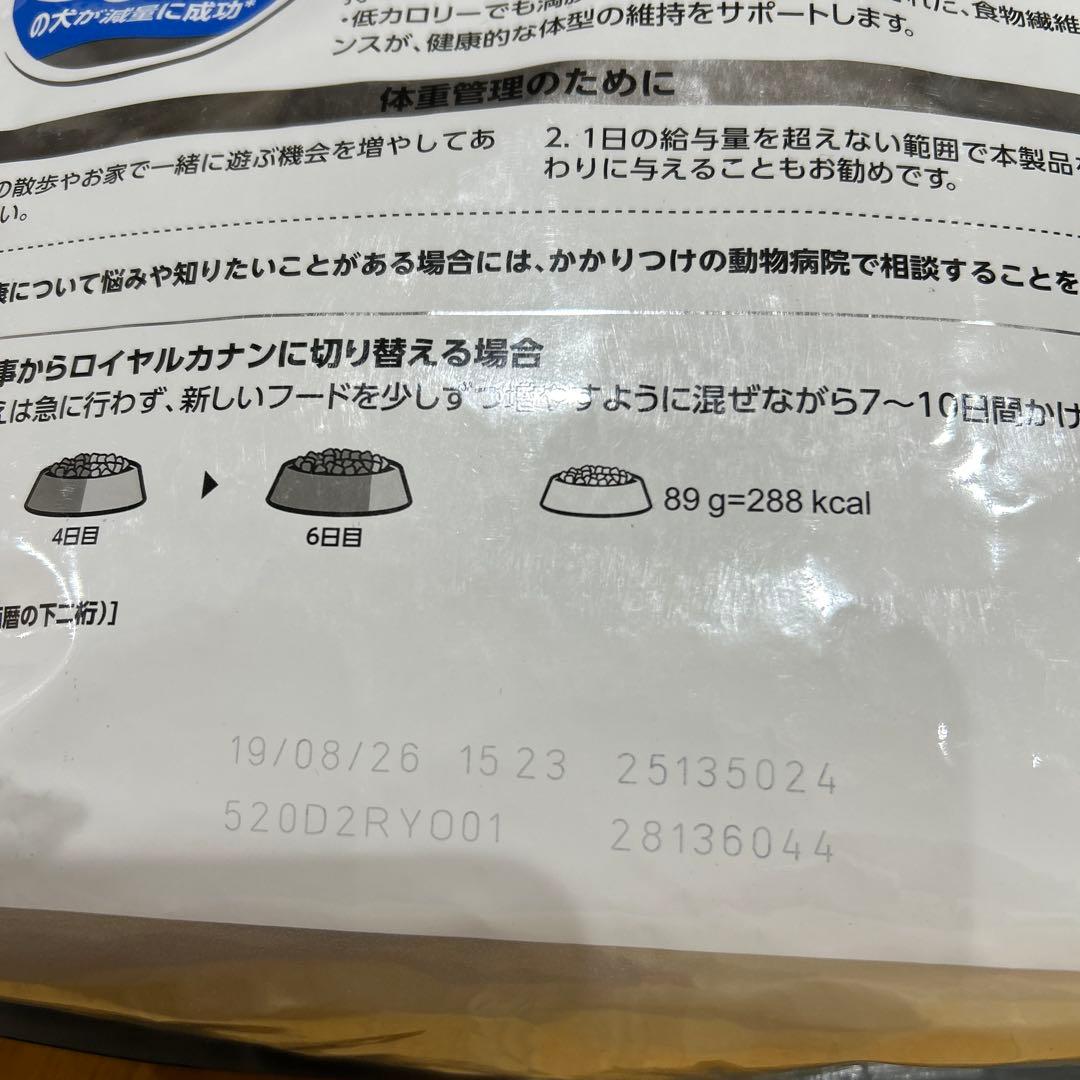 の犬が減量に成功*
・低カロリーでも満
た、食物繊維
ンスが、健康的な体型の維持をサポートします。
体重管理のために
の散歩やお家で一緒に遊ぶ機会を増やしてあ
い。
2. 1日の給与量を超えない範囲で本製品
わりに与えることもお勧めです。
について悩みや知りたいことがある場合には、かかりつけの動物病院で相談することを
事からロイヤルカナンに切り替える場合
は急に行わず、新しいフードを少しずつ増やすように混ぜながら7〜10日間かけ
4日目
6日目
89 g=288 kcal
暦の下二桁)]
19/08/26 15 23 25135024
520D2RYO01 28136044